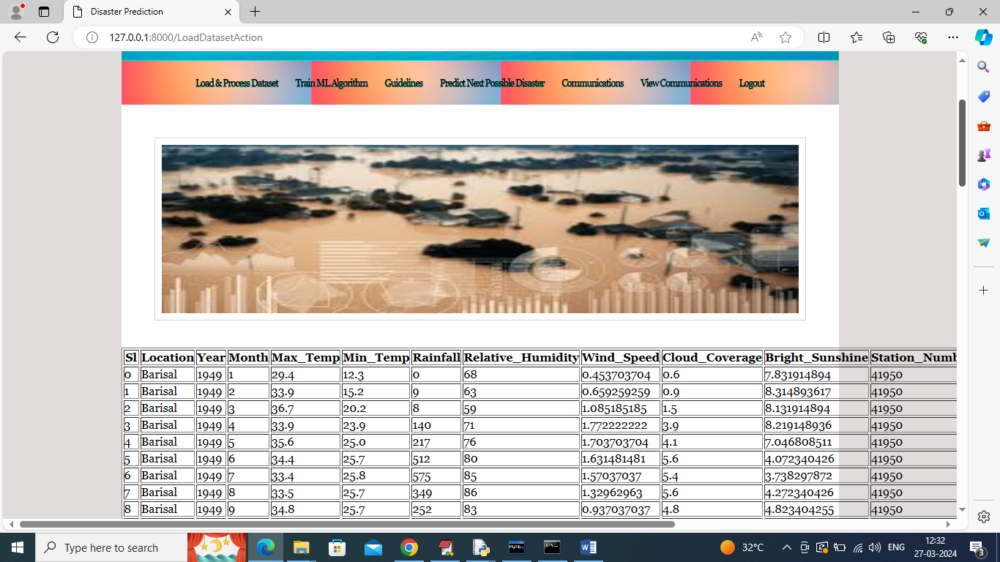 Disaster Prediction
127.0.0.1:8000/LoadDatasetAction
Load & Process Dataset Train ML Algorithm Guidelines Predict Next Possible Disaster Communications View Communications Logout
Sl Location Year Month Max_Temp Min_Temp Rainfall Relative_Humidity Wind_Speed Cloud_Coverage Bright_Sunshine Station_Numb
0 Barisal 1949 1 29.4 12.3 0 68 0.453703704 0.6 7.831914894 41950
1 Barisal 1949 2 33.9 15.2 9 63 0.659259259 0.9 8.314893617 41950
2 Barisal 1949 3 36.7 20.2 8 59 1.085185185 1.5 8.131914894 41950
3 Barisal 1949 4 33.9 23.9 140 71 1.772222222 3.9 8.219148936 41950
4 Barisal 1949 5 35.6 25.0 217 76 1.703703704 4.1 7.046808511 41950
5 Barisal 1949 6 34.4 25.7 512 80 1.631481481 5.6 4.072340426 41950
6 Barisal 1949 7 33.4 25.8 575 85 1.57037037 5.4 3.738297872 41950
7 Barisal 1949 8 33.5 25.7 349 86 1.32962963 5.6 4.272340426 41950
8 Barisal 1949 9 34.8 25.7 252 83 0.937037037 4.8 4.823404255 41950
Type here to search
32°C
ENG
12:32
27-03-2024
3